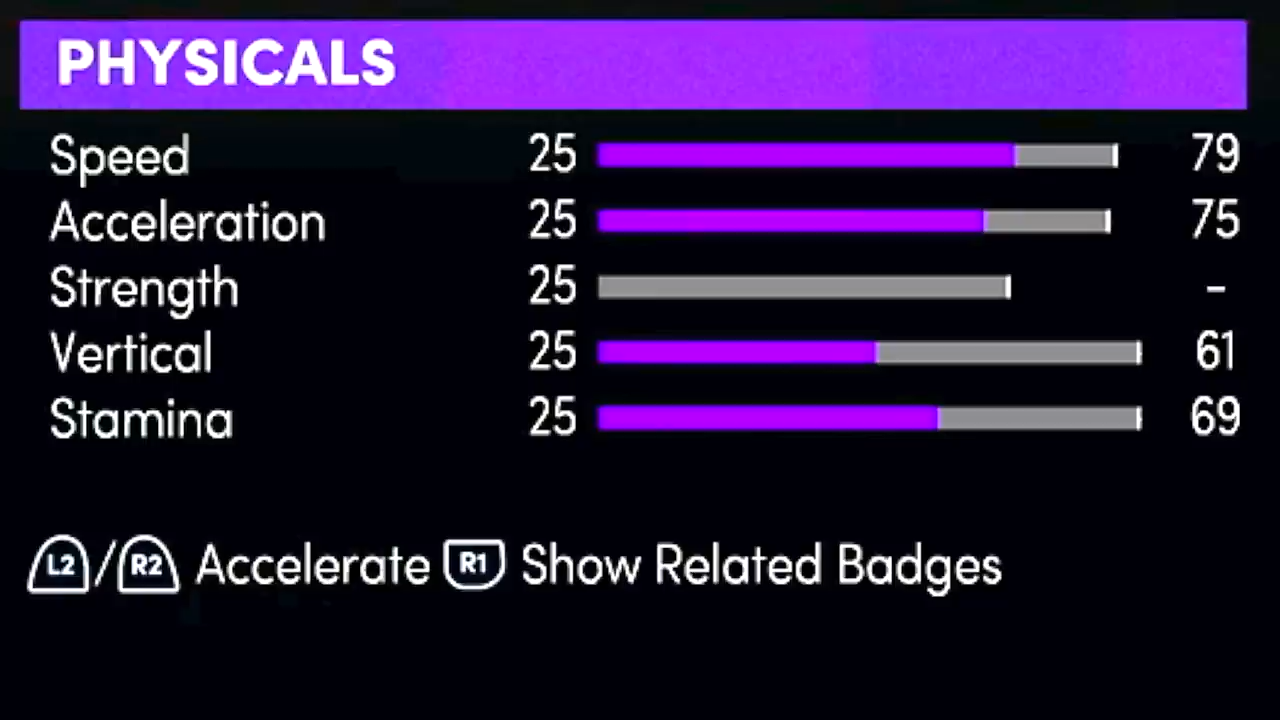 PHYSICALS
Speed 25 79
Acceleration 25 75
Strength 25 -
Vertical 25 61
Stamina 25 69
L2/R2 Accelerate R1 Show Related Badges